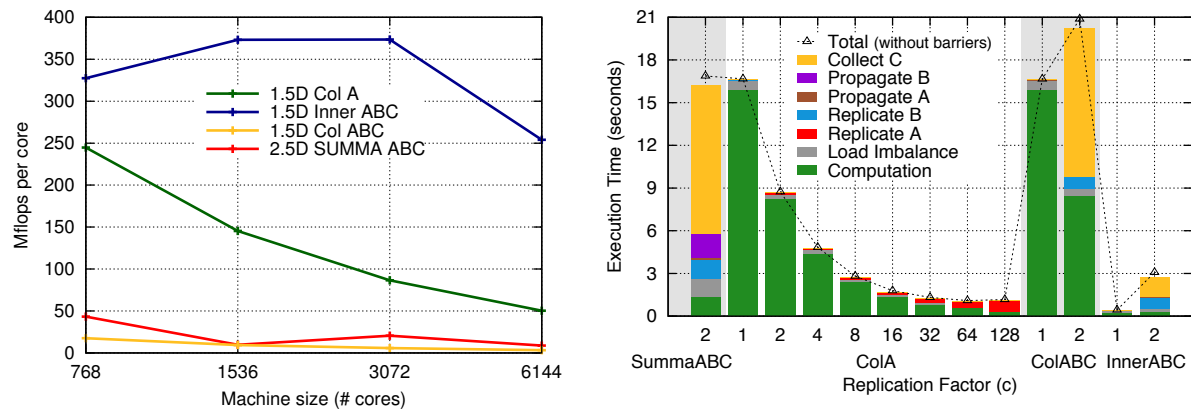 400
350
300
250
200
150
100
50
0
Mflops per core
1.5D Col A
1.5D Inner ABC
1.5D Col ABC
2.5D SUMMA ABC
768 1536 3072 6144
Machine size (# cores)
21
18
15
12
9
6
3
0
Execution Time (seconds)
Total (without barriers)
Collect C
Propagate B
Propagate A
Replicate B
Replicate A
Load Imbalance
Computation
2 1 2 4 8 16 32 64 128 1 2 1 2
SummaABC ColA ColABC InnerABC
Replication Factor (c)